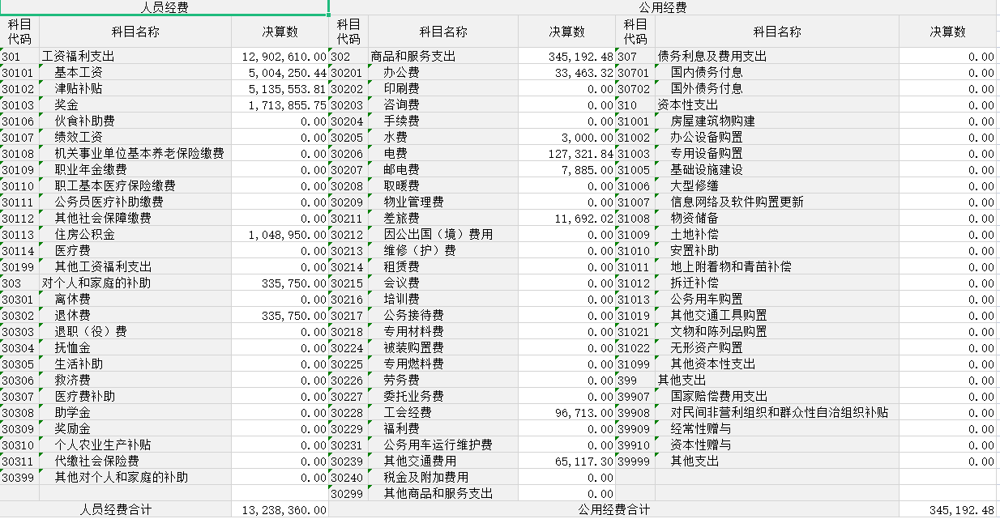 人员经费 公用经费
科目代码 科目名称 决算数 科目代码 科目名称 决算数 科目代码 科目名称 决算数
301 工资福利支出 12,902,610.00 302 商品和服务支出 345,192.48 307 债务利息及费用支出 0.00
30101 基本工资 5,004,250.44 30201 办公费 33,463.32 30701 国内债务付息 0.00
30102 津贴补贴 5,135,553.81 30202 印刷费 0.00 30702 国外债务付息 0.00
30103 奖金 1,713,855.75 30203 咨询费 0.00 310 资本性支出 0.00
30106 伙食补助费 0.00 30204 手续费 0.00 31001 房屋建筑物购建 0.00
30107 绩效工资 0.00 30205 水费 3,000.00 31002 办公设备购置 0.00
30108 机关事业单位基本养老保险缴费 0.00 30206 电费 127,321.84 31003 专用设备购置 0.00
30109 职业年金缴费 0.00 30207 邮电费 7,885.00 31005 基础设施建设 0.00
30110 职工基本医疗保险缴费 0.00 30208 取暖费 0.00 31006 大型修缮 0.00
30111 公务员医疗补助缴费 0.00 30209 物业管理费 0.00 31007 信息网络及软件购置更新 0.00
30112 其他社会保障缴费 0.00 30211 差旅费 11,692.02 31008 物资储备 0.00
30113 住房公积金 1,048,950.00 30212 因公出国（境）费用 0.00 31009 土地补偿 0.00
30114 医疗费 0.00 30213 维修（护）费 0.00 31010 安置补助 0.00
30199 其他工资福利支出 0.00 30214 租赁费 0.00 31011 地上附着物和青苗补偿 0.00
303 对个人和家庭的补助 335,750.00 30215 会议费 0.00 31012 拆迁补偿 0.00
30301 离休费 0.00 30216 培训费 0.00 31013 公务用车购置 0.00
30302 退休费 335,750.00 30217 公务接待费 0.00 31019 其他交通工具购置 0.00
30303 退职（役）费 0.00 30218 专用材料费 0.00 31021 文物和陈列品购置 0.00
30304 抚恤金 0.00 30224 被装购置费 0.00 31022 无形资产购置 0.00
30305 生活补助 0.00 30225 专用燃料费 0.00 31099 其他资本性支出 0.00
30306 救济费 0.00 30226 劳务费 0.00 399 其他支出 0.00
30307 医疗费补助 0.00 30227 委托业务费 0.00 39907 国家赔偿费用支出 0.00
30308 助学金 0.00 30228 工会经费 96,713.00 39908 对民间非营利组织和群众性自治组织补贴 0.00
30309 奖励金 0.00 30229 福利费 0.00 39909 经常性赠与 0.00
30310 个人农业生产补贴 0.00 30231 公务用车运行维护费 0.00 39910 资本性赠与 0.00
30311 代缴社会保险费 0.00 30239 其他交通费用 65,117.30 39999 其他支出 0.00
30399 其他对个人和家庭的补助 0.00 30240 税金及附加费用 0.00
30299 其他商品和服务支出 0.00
人员经费合计 13,238,360.00 公用经费合计 345,192.48